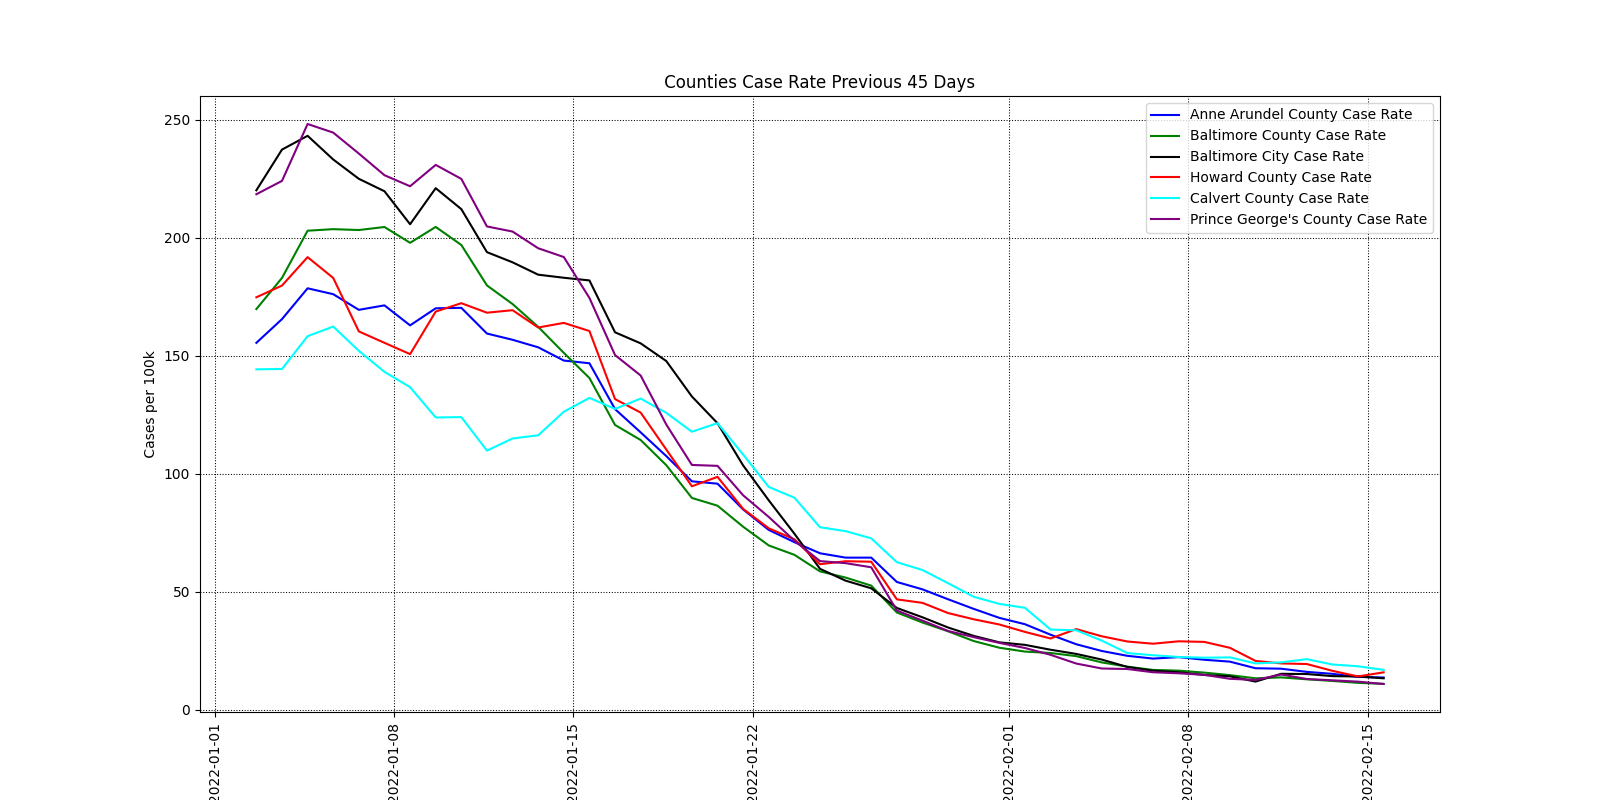 Counties Case Rate Previous 45 Days
Cases per 100k
250
200
150
100
50
0
Anne Arundel County Case Rate
Baltimore County Case Rate
Baltimore City Case Rate
Howard County Case Rate
Calvert County Case Rate
Prince George's County Case Rate
2022-01-01
2022-01-08
2022-01-15
2022-01-22
2022-02-01
2022-02-08
2022-02-15